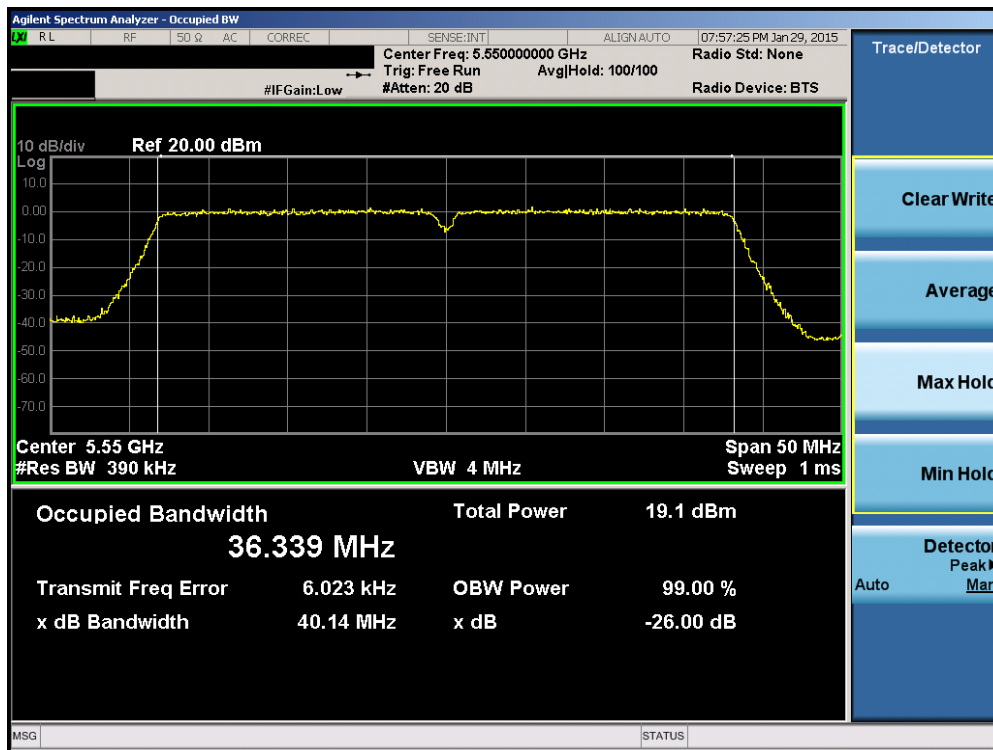 Agilent Spectrum Analyzer - Occupied BW
LXI RL RF 50 Ω AC CORREC SENSE:INT ALIGN AUTO 07:57:25 PM Jan 29, 2015
Center Freq: 5.550000000 GHz Radio Std: None
Trig: Free Run Avg|Hold: 100/100
#IFGain:Low #Atten: 20 dB Radio Device: BTS
10 dB/div Ref 20.00 dBm
Log
10.0
0.00
-10.0
-20.0
-30.0
-40.0
-50.0
-60.0
-70.0
Center 5.55 GHz Span 50 MHz
#Res BW 390 kHz VBW 4 MHz Sweep 1 ms
Occupied Bandwidth Total Power 19.1 dBm
36.339 MHz
Transmit Freq Error 6.023 kHz OBW Power 99.00 %
x dB Bandwidth 40.14 MHz x dB -26.00 dB
MSG STATUS
Trace/Detector
Clear Write
Average
Max Hold
Min Hold
Detector
Peak
Auto Man